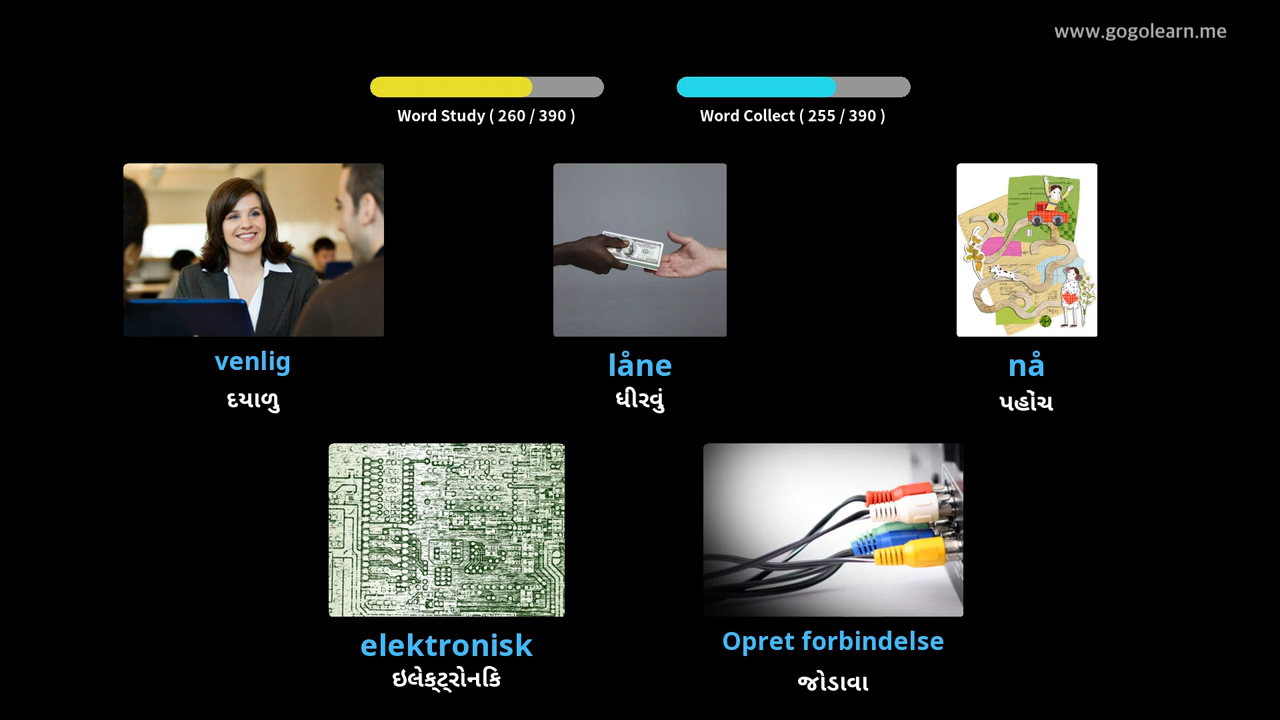 www.gogolearn.me
Word Study ( 260 / 390 )
Word Collect ( 255 / 390 )
venlig
låne
nå
દયાળુ
ધીરવું
પહોંચ
elektronisk
Opret forbindelse
ઇલેક્ટ્રોનકિ
જોડાવા